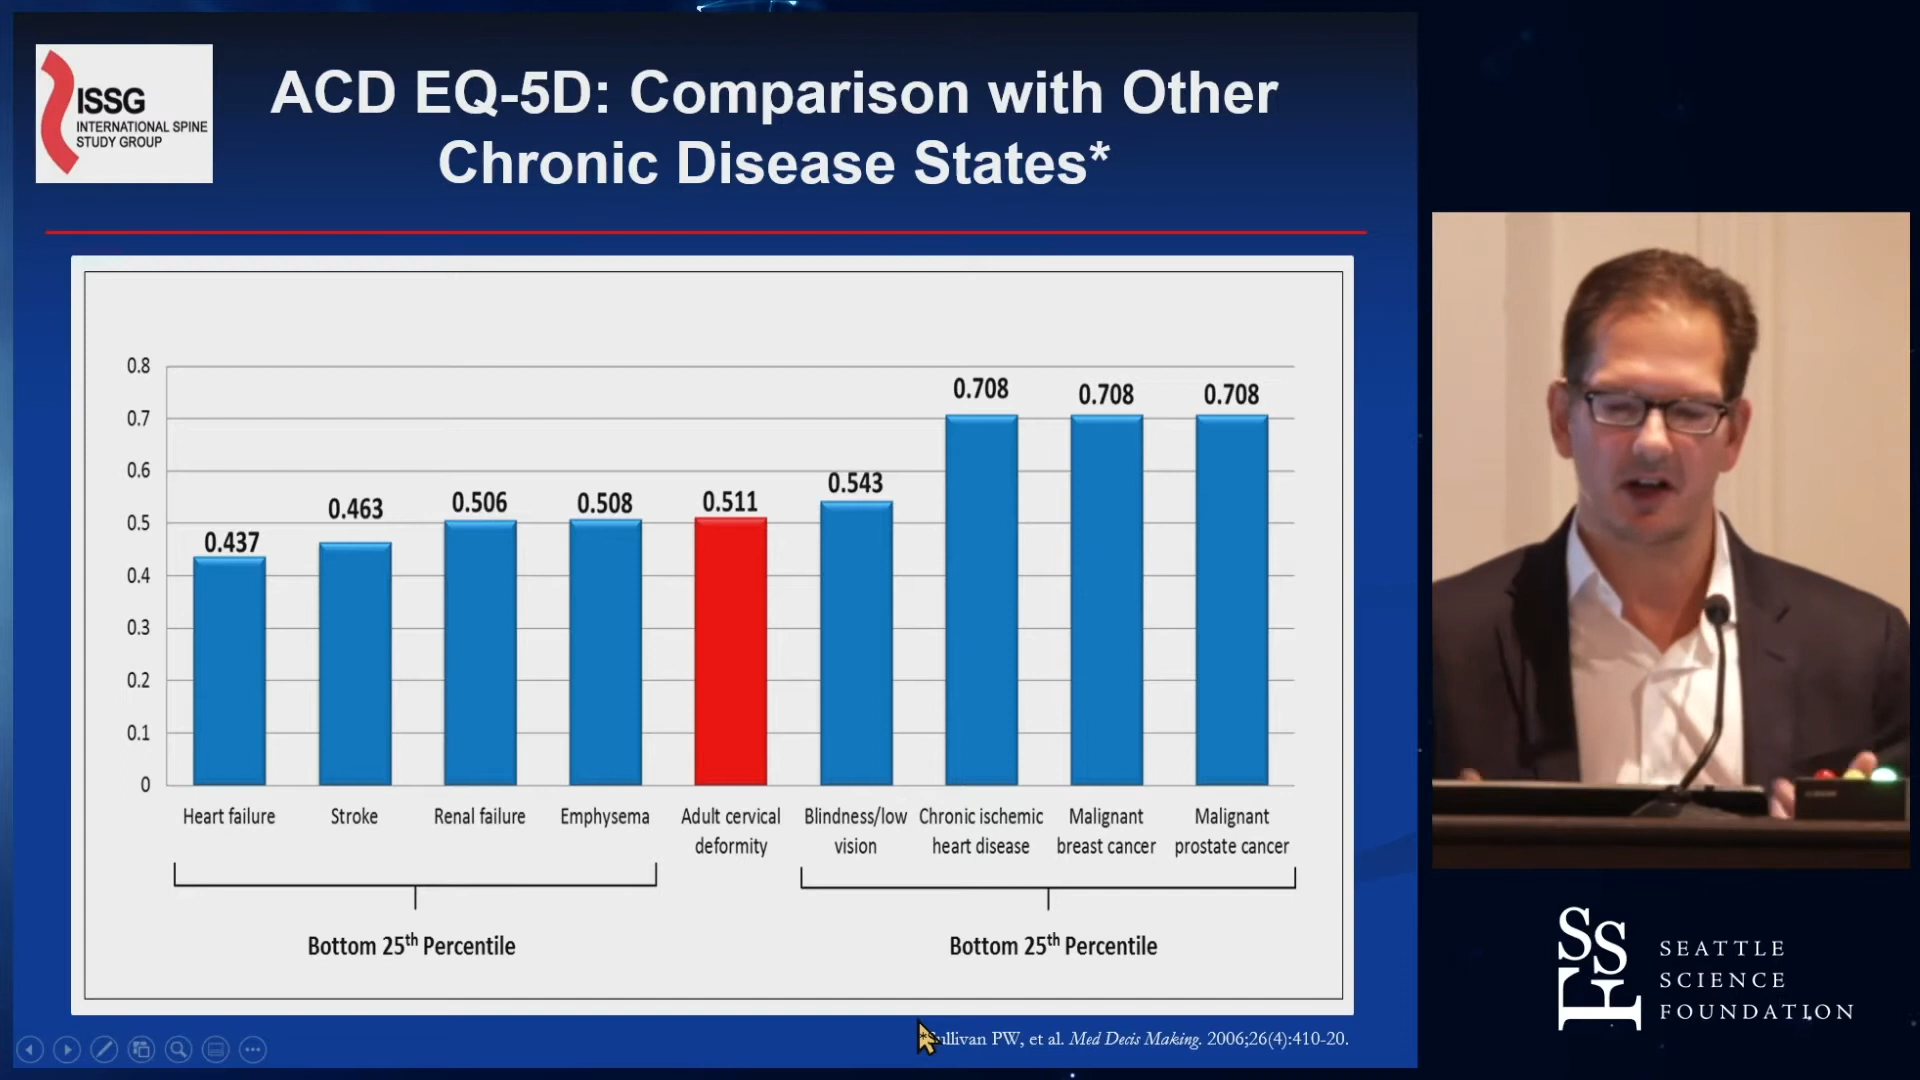 ISSG
INTERNATIONAL SPINE
STUDY GROUP
ACD EQ-5D: Comparison with Other
Chronic Disease States*
0.8
0.7
0.6
0.5
0.4
0.3
0.2
0.1
0
0.437
0.463
0.506
0.508
0.511
0.543
0.708
0.708
0.708
Heart failure
Stroke
Renal failure
Emphysema
Adult cervical
deformity
Blindness/low
vision
Chronic ischemic
heart disease
Malignant
breast cancer
Malignant
prostate cancer
Bottom 25th Percentile
Bottom 25th Percentile
PW, et al. Med Decis Making. 2006;26(4):410-20.
SSF
SEATTLE
SCIENCE
FOUNDATION